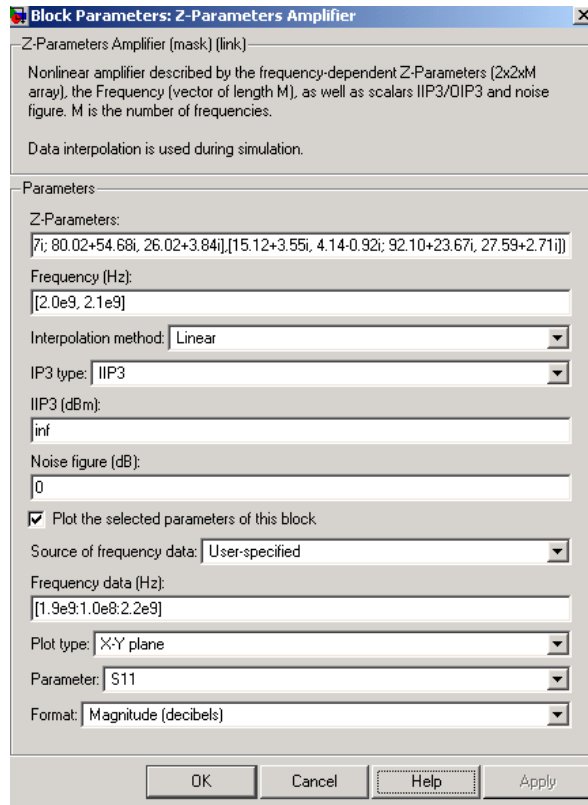 Block Parameters: Z-Parameters Amplifier
Z-Parameters Amplifier (mask) (link)
Nonlinear amplifier described by the frequency-dependent Z-Parameters (2x2xM
array), the Frequency (vector of length M), as well as scalars IIP3/OIP3 and noise
figure. M is the number of frequencies.
Data interpolation is used during simulation.
Parameters
Z-Parameters:
7i; 80.02+54.68i, 26.02+3.84i],[15.12+3.55i, 4.14-0.92i; 92.10+23.67i, 27.59+2.71i])
Frequency (Hz):
[2.0e9, 2.1e9]
Interpolation method: Linear
IP3 type: IIP3
IIP3 (dBm):
inf
Noise figure (dB):
0
Plot the selected parameters of this block
Source of frequency data: User-specified
Frequency data (Hz):
[1.9e9:1.0e8:2.2e9]
Plot type: X-Y plane
Parameter: S11
Format: Magnitude (decibels)
OK Cancel Help Apply